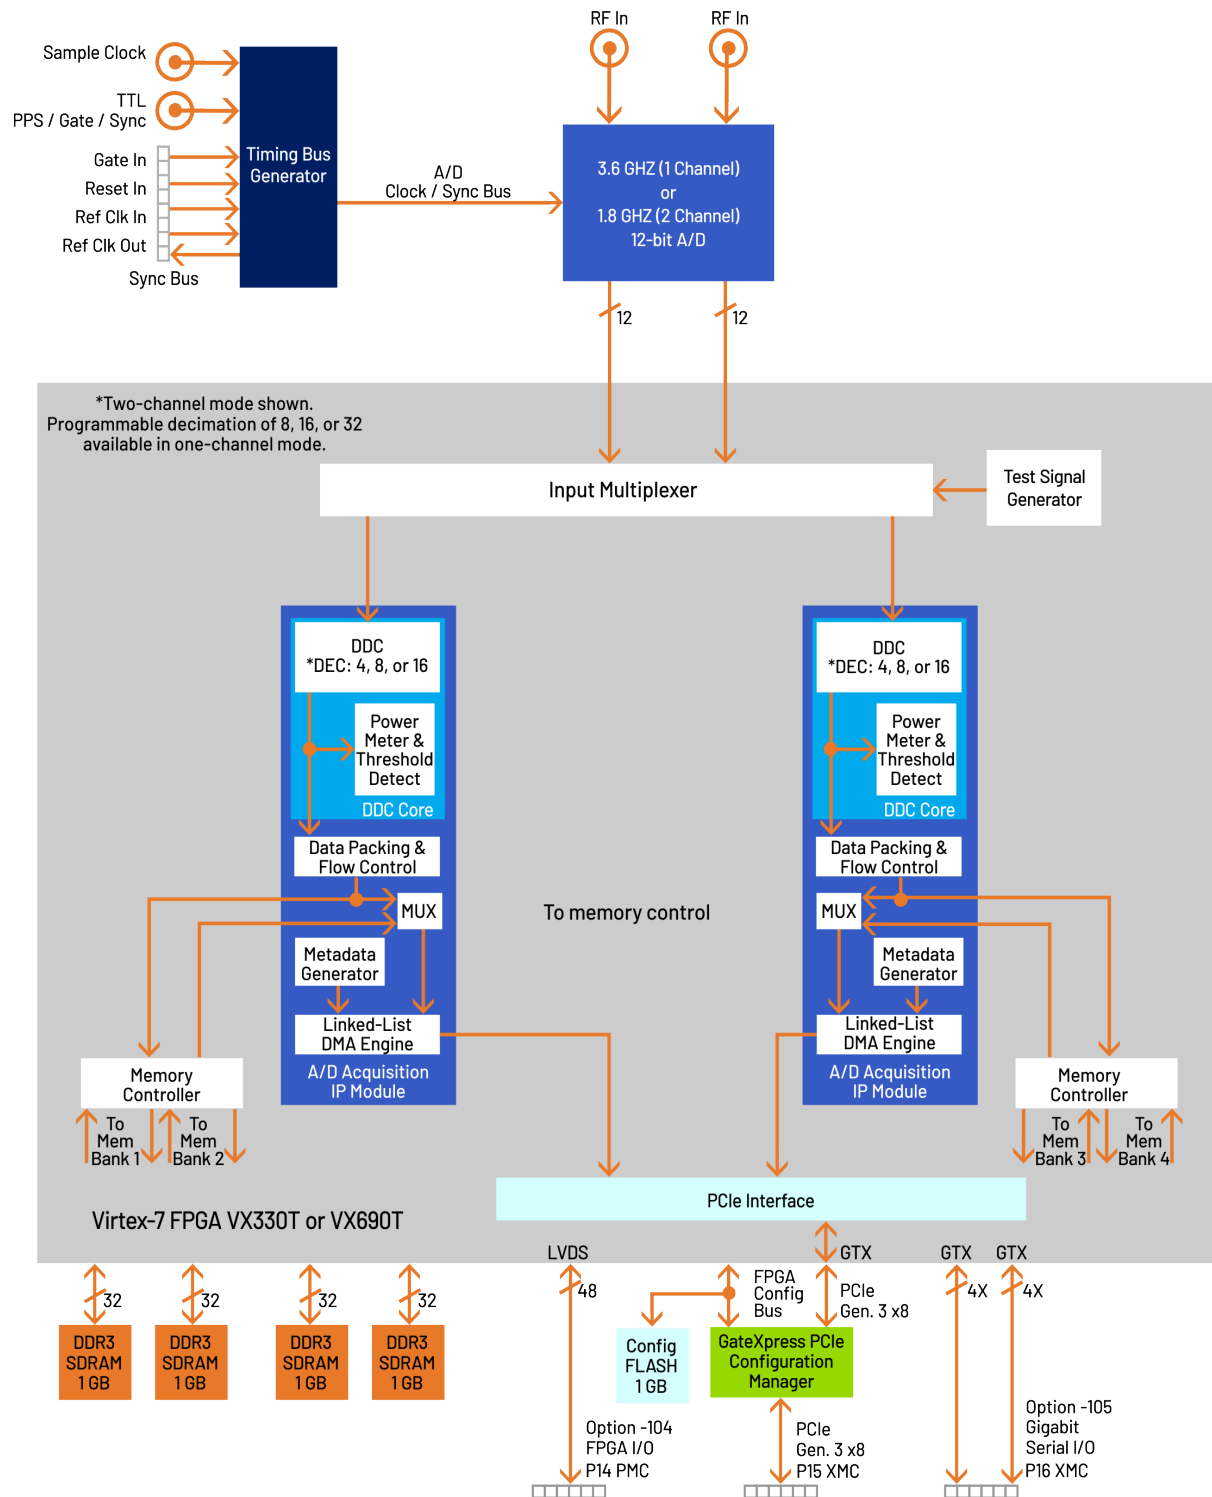 RF In
RF In
Sample Clock
TTL
PPS / Gate / Sync
Gate In
Reset In
Ref Clk In
Ref Clk Out
Sync Bus
Timing Bus
Generator
A/D
Clock / Sync Bus
3.6 GHZ (1 Channel)
or
1.8 GHZ (2 Channel)
12-bit A/D
12
12
*Two-channel mode shown.
Programmable decimation of 8, 16, or 32
available in one-channel mode.
Input Multiplexer
Test Signal
Generator
DDC
*DEC: 4, 8, or 16
Power
Meter &
Threshold
Detect
DDC Core
Data Packing &
Flow Control
MUX
Metadata
Generator
Linked-List
DMA Engine
A/D Acquisition
IP Module
To memory control
DDC
*DEC: 4, 8, or 16
Power
Meter &
Threshold
Detect
DDC Core
Data Packing &
Flow Control
MUX
Metadata
Generator
Linked-List
DMA Engine
A/D Acquisition
IP Module
Memory
Controller
To
Mem
Bank 1
To
Mem
Bank 2
Memory
Controller
To
Mem
Bank 3
To
Mem
Bank 4
PCIe Interface
Virtex-7 FPGA VX330T or VX690T
LVDS
GTX
GTX
GTX
32
32
32
32
48
FPGA
Config
Bus
PCIe
Gen. 3 x8
4X
4X
DDR3
SDRAM
1 GB
DDR3
SDRAM
1 GB
DDR3
SDRAM
1 GB
DDR3
SDRAM
1 GB
Config
FLASH
1 GB
GateXpress PCIe
Configuration
Manager
Option -104
FPGA I/O
P14 PMC
PCIe
Gen. 3 x8
P15 XMC
Option -105
Gigabit
Serial I/O
P16 XMC